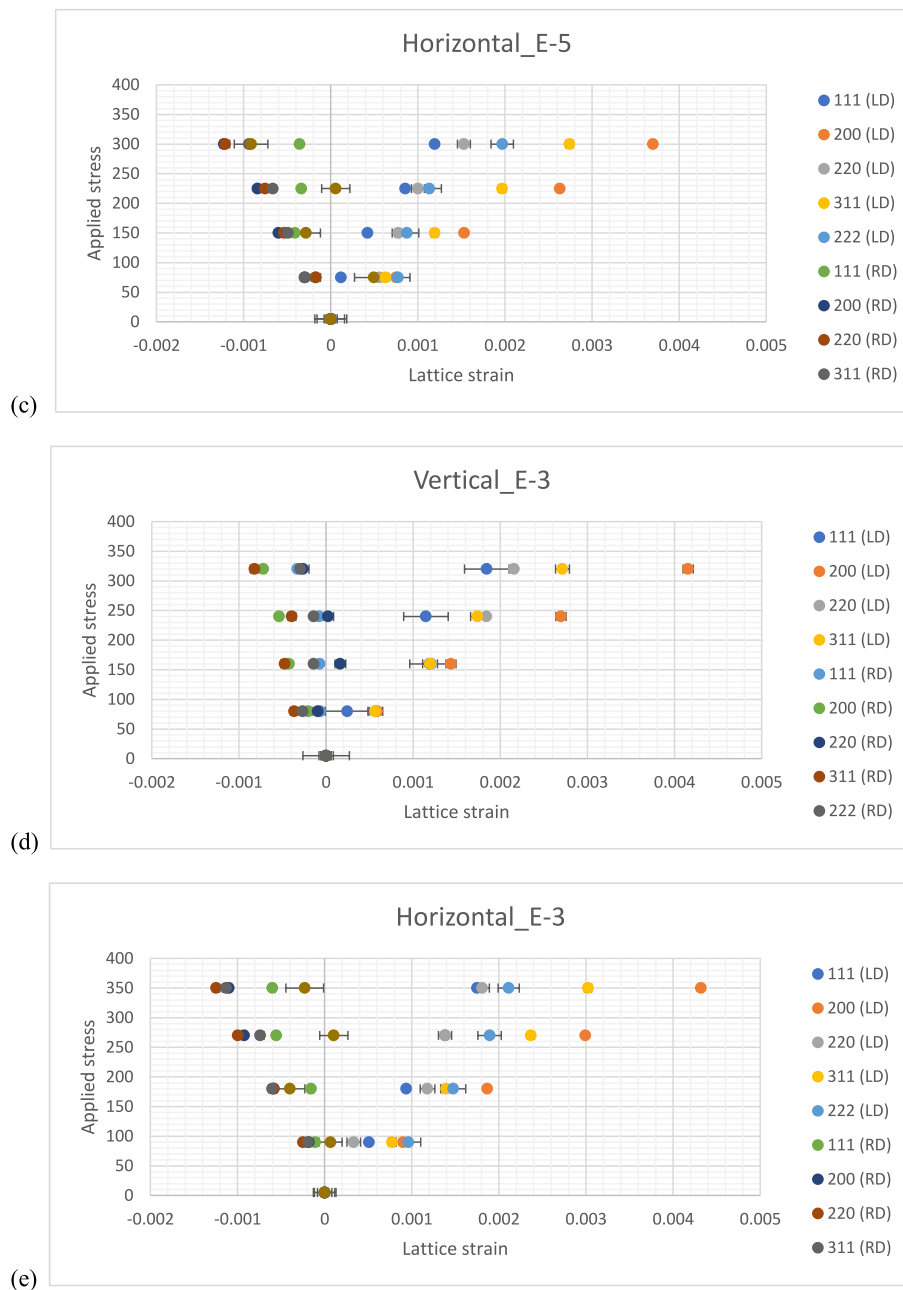 Horizontal_E-5
400
350
300
250
200
150
100
50
0
Applied stress
-0.002 -0.001 0 0.001 0.002 0.003 0.004 0.005
Lattice strain
111 (LD)
200 (LD)
220 (LD)
311 (LD)
222 (LD)
111 (RD)
200 (RD)
220 (RD)
311 (RD)
(c)
Vertical_E-3
400
350
300
250
200
150
100
50
0
Applied stress
-0.002 -0.001 0 0.001 0.002 0.003 0.004 0.005
Lattice strain
111 (LD)
200 (LD)
220 (LD)
311 (LD)
111 (RD)
200 (RD)
220 (RD)
311 (RD)
222 (RD)
(d)
Horizontal_E-3
400
350
300
250
200
150
100
50
0
Applied stress
-0.002 -0.001 0 0.001 0.002 0.003 0.004 0.005
Lattice strain
111 (LD)
200 (LD)
220 (LD)
311 (LD)
222 (LD)
111 (RD)
200 (RD)
220 (RD)
311 (RD)
(e)